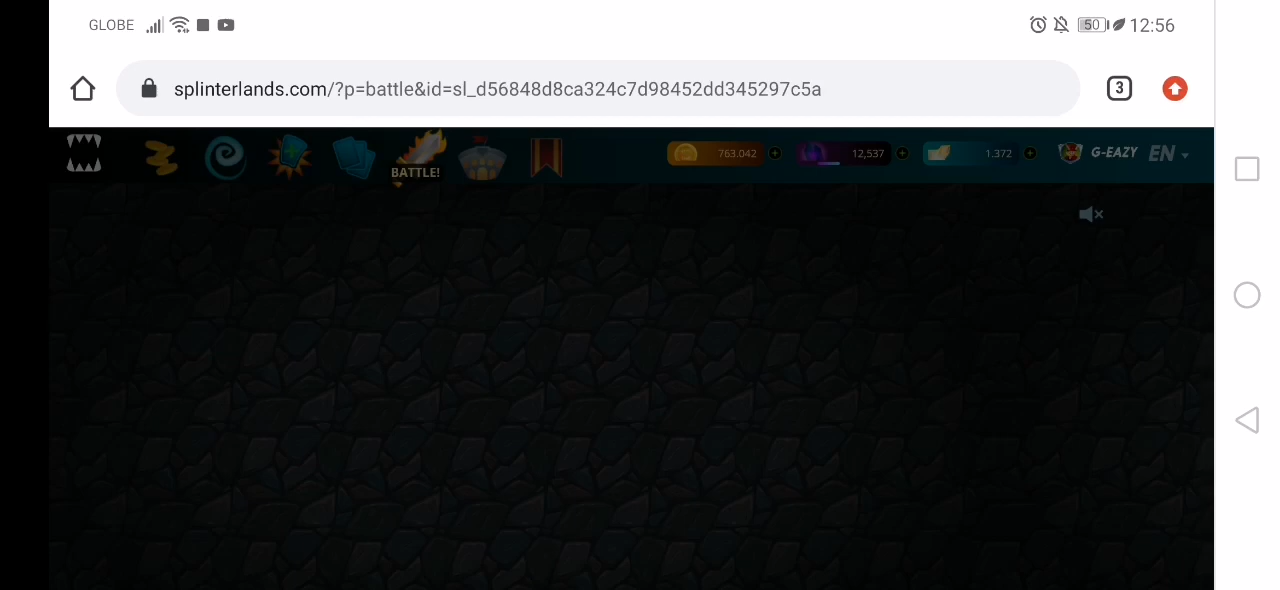 GLOBE
50 12:56
splinterlands.com/?p=battle&id=sl_d56848d8ca324c7d98452dd345297c5a
3
BATTLE!
763.042
12,537
1.372
G-EAZY
EN